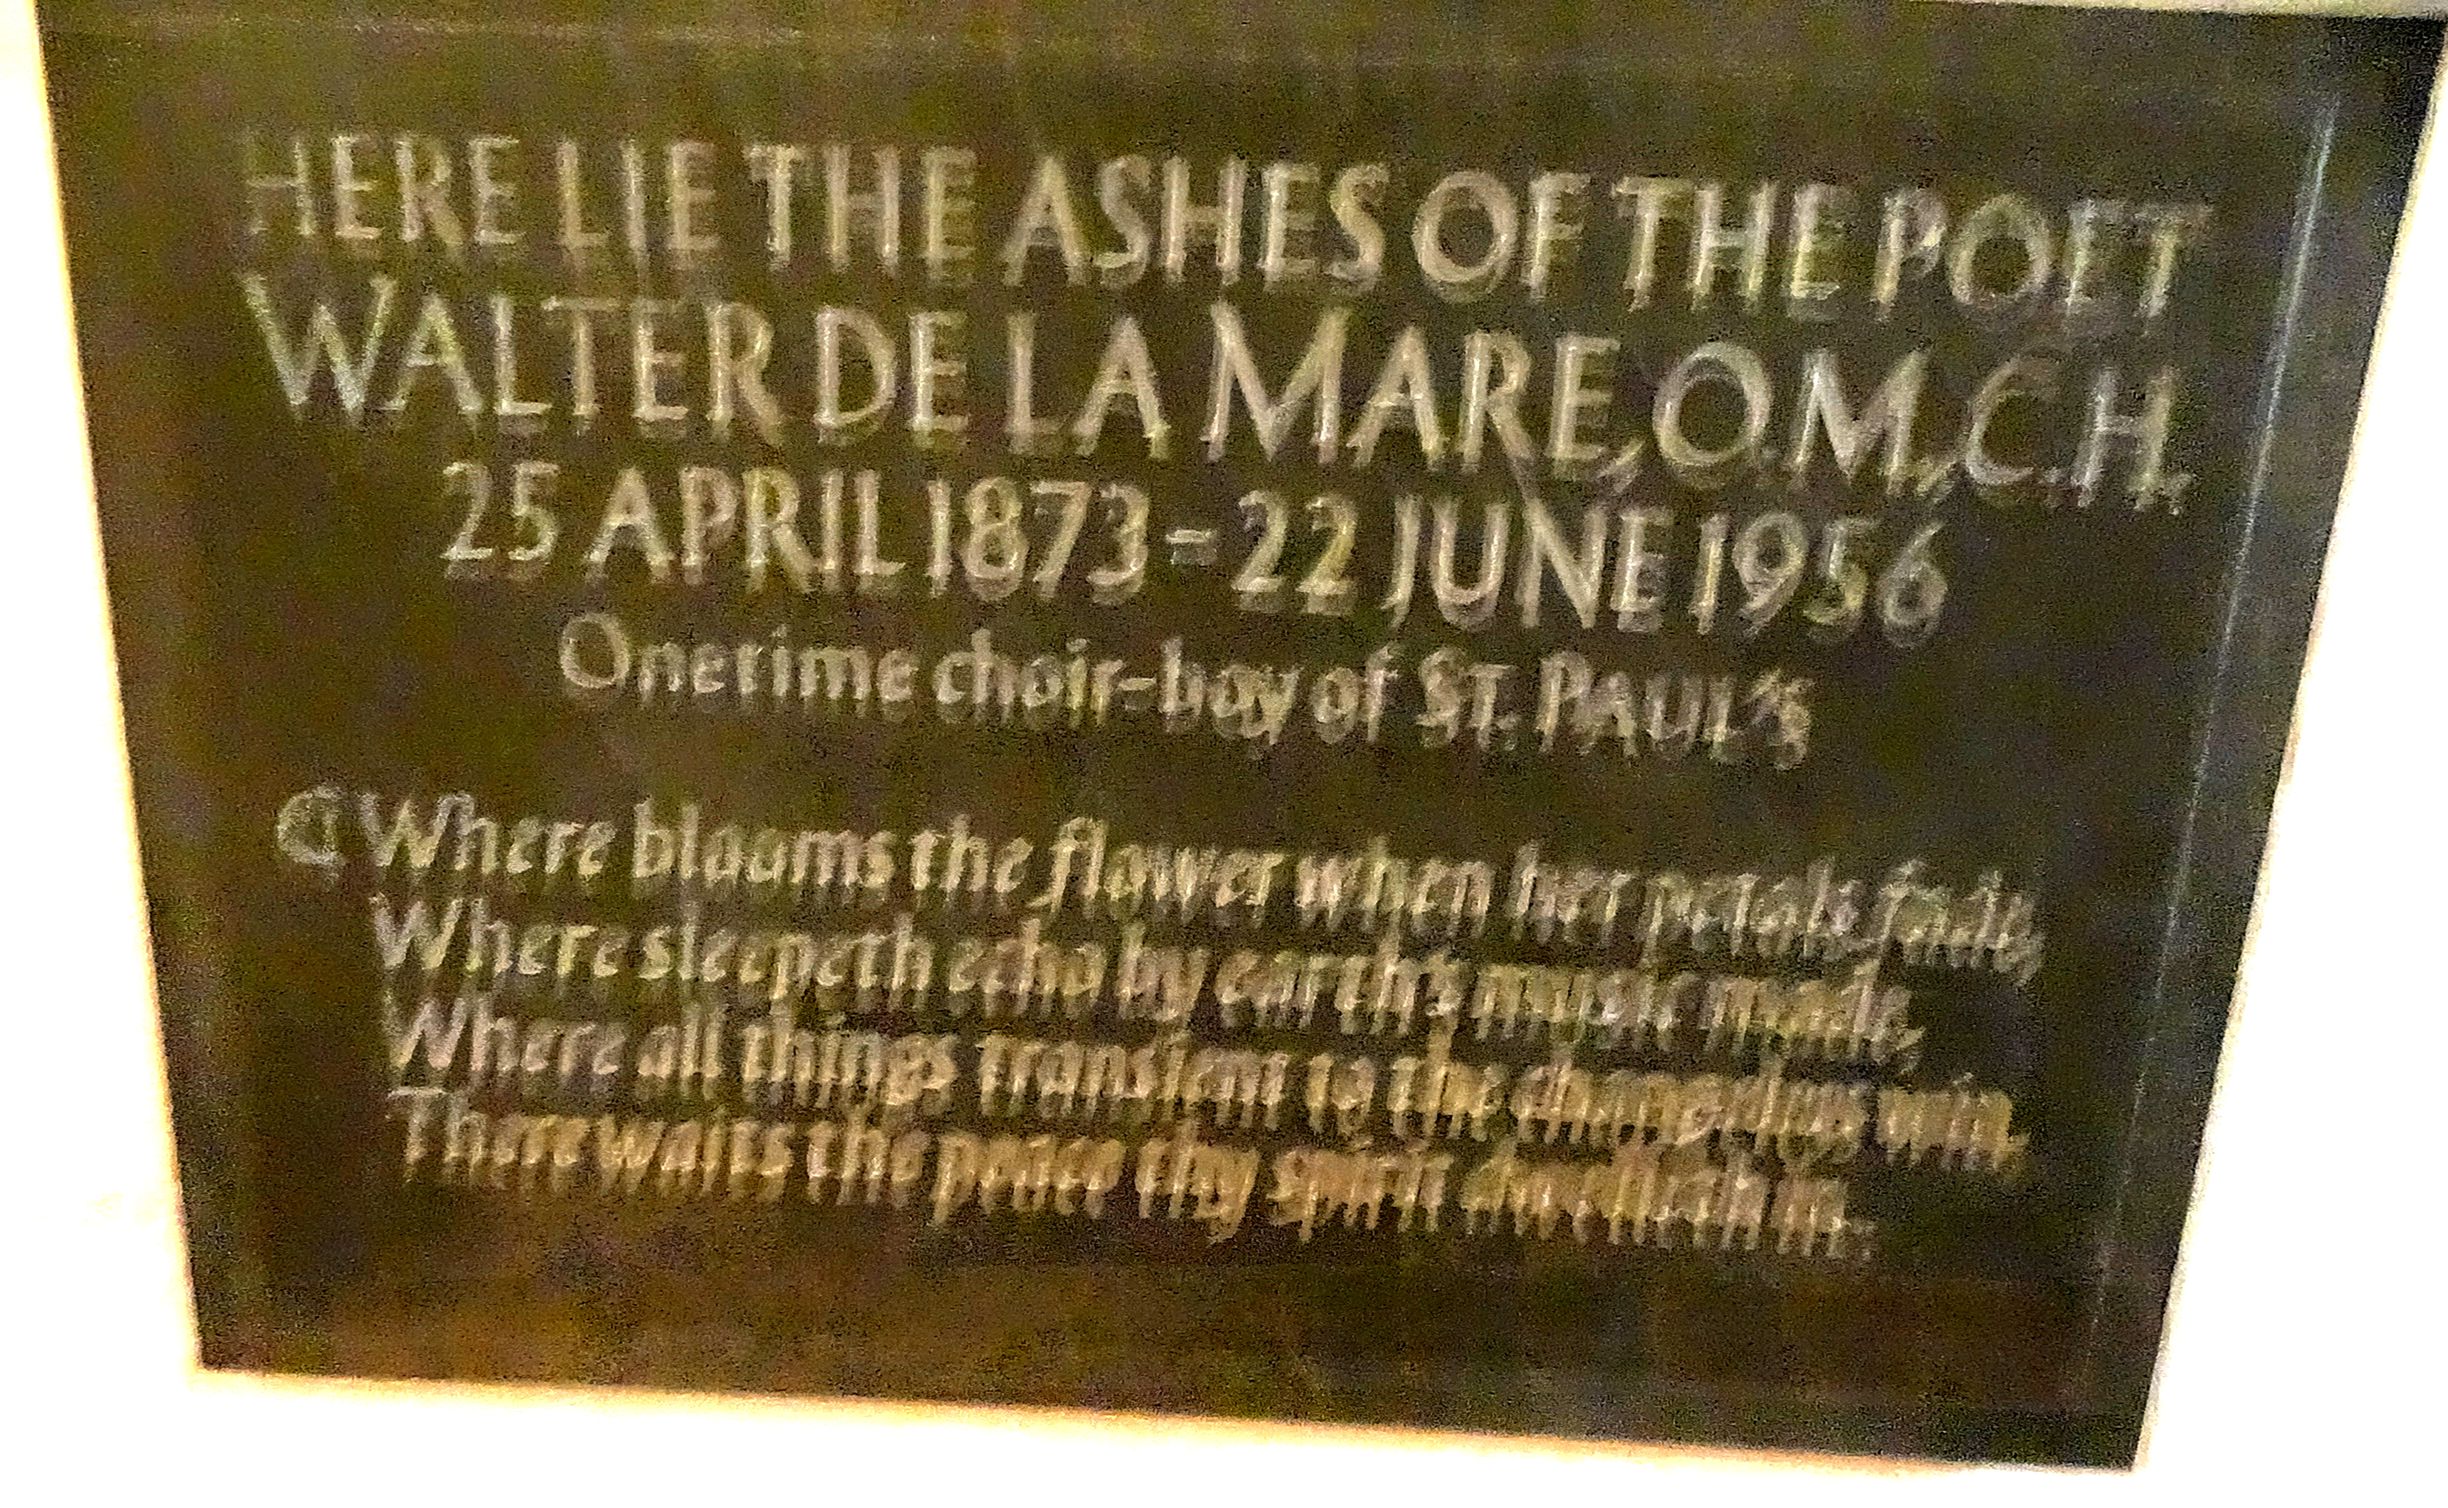 HERE LIE THE ASHES OF THE POET
WALTER DE LA MARE, O.M., C.H.
25 APRIL 1873 - 22 JUNE 1956
Onetime choir-boy of ST. PAUL'S
Where blooms the flower when her petals fade,
Where sleepeth echo by earth's music made,
Where all things transient to the changeless win,
There waits the peace thy spirit dwelleth in.